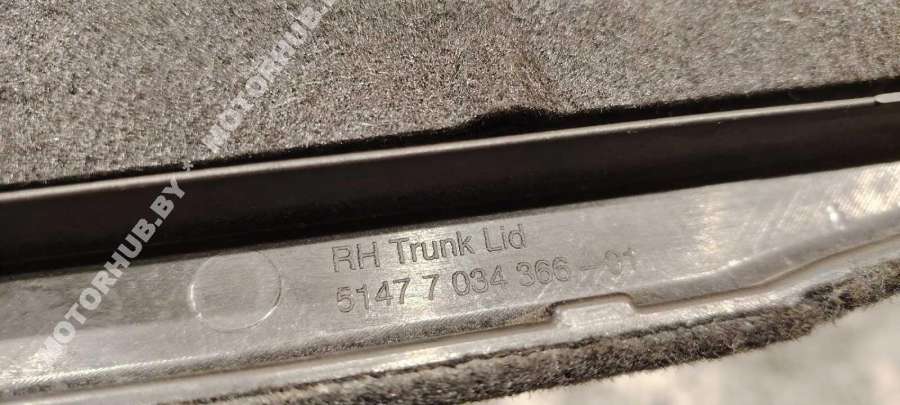 RH Trunk Lid
5147 7 034 366 - 01
MOTORHUB.BY * MOTORHUB.BY